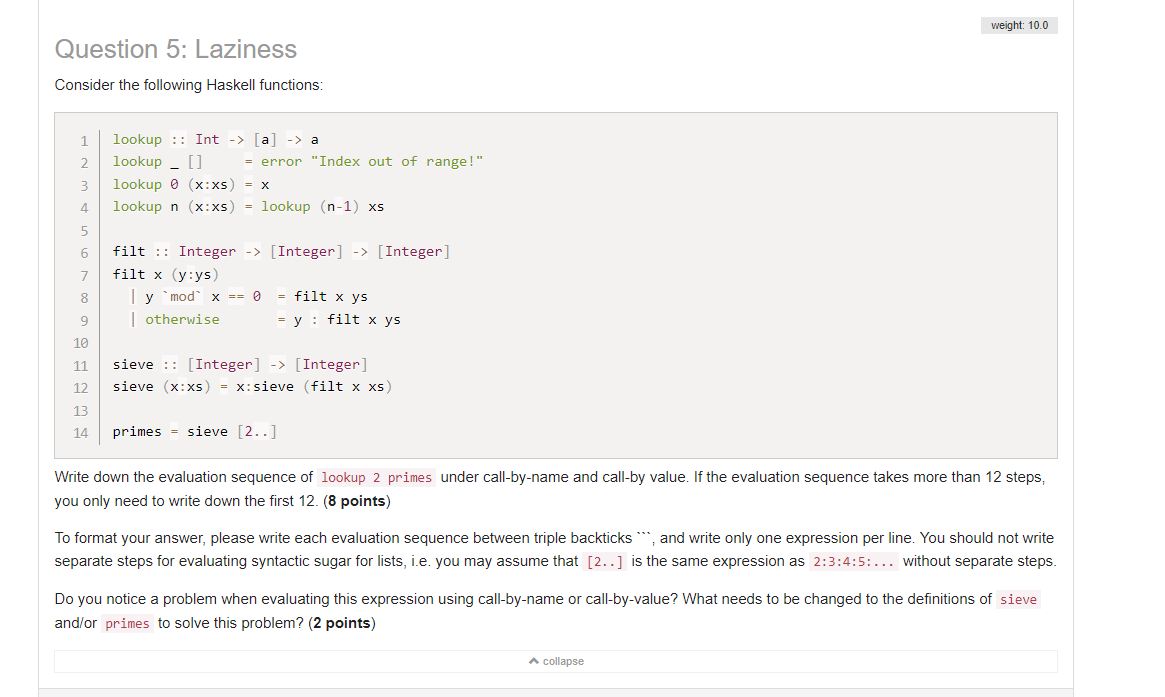 weight: 10.0
Question 5: Laziness
Consider the following Haskell functions:
1 lookup :: Int -> [a] -> a
2 lookup _ []     = error "Index out of range!"
3 lookup 0 (x:xs) = x
4 lookup n (x:xs) = lookup (n-1) xs
5
6 filt :: Integer -> [Integer] -> [Integer]
7 filt x (y:ys)
8   | y `mod` x == 0  = filt x ys
9   | otherwise       = y : filt x ys
10
11 sieve :: [Integer] -> [Integer]
12 sieve (x:xs) = x:sieve (filt x xs)
13
14 primes = sieve [2..]
Write down the evaluation sequence of lookup 2 primes under call-by-name and call-by value. If the evaluation sequence takes more than 12 steps,
you only need to write down the first 12. (8 points)
To format your answer, please write each evaluation sequence between triple backticks ```, and write only one expression per line. You should not write
separate steps for evaluating syntactic sugar for lists, i.e. you may assume that [2..] is the same expression as 2:3:4:5:... without separate steps.
Do you notice a problem when evaluating this expression using call-by-name or call-by-value? What needs to be changed to the definitions of sieve
and/or primes to solve this problem? (2 points)
collapse